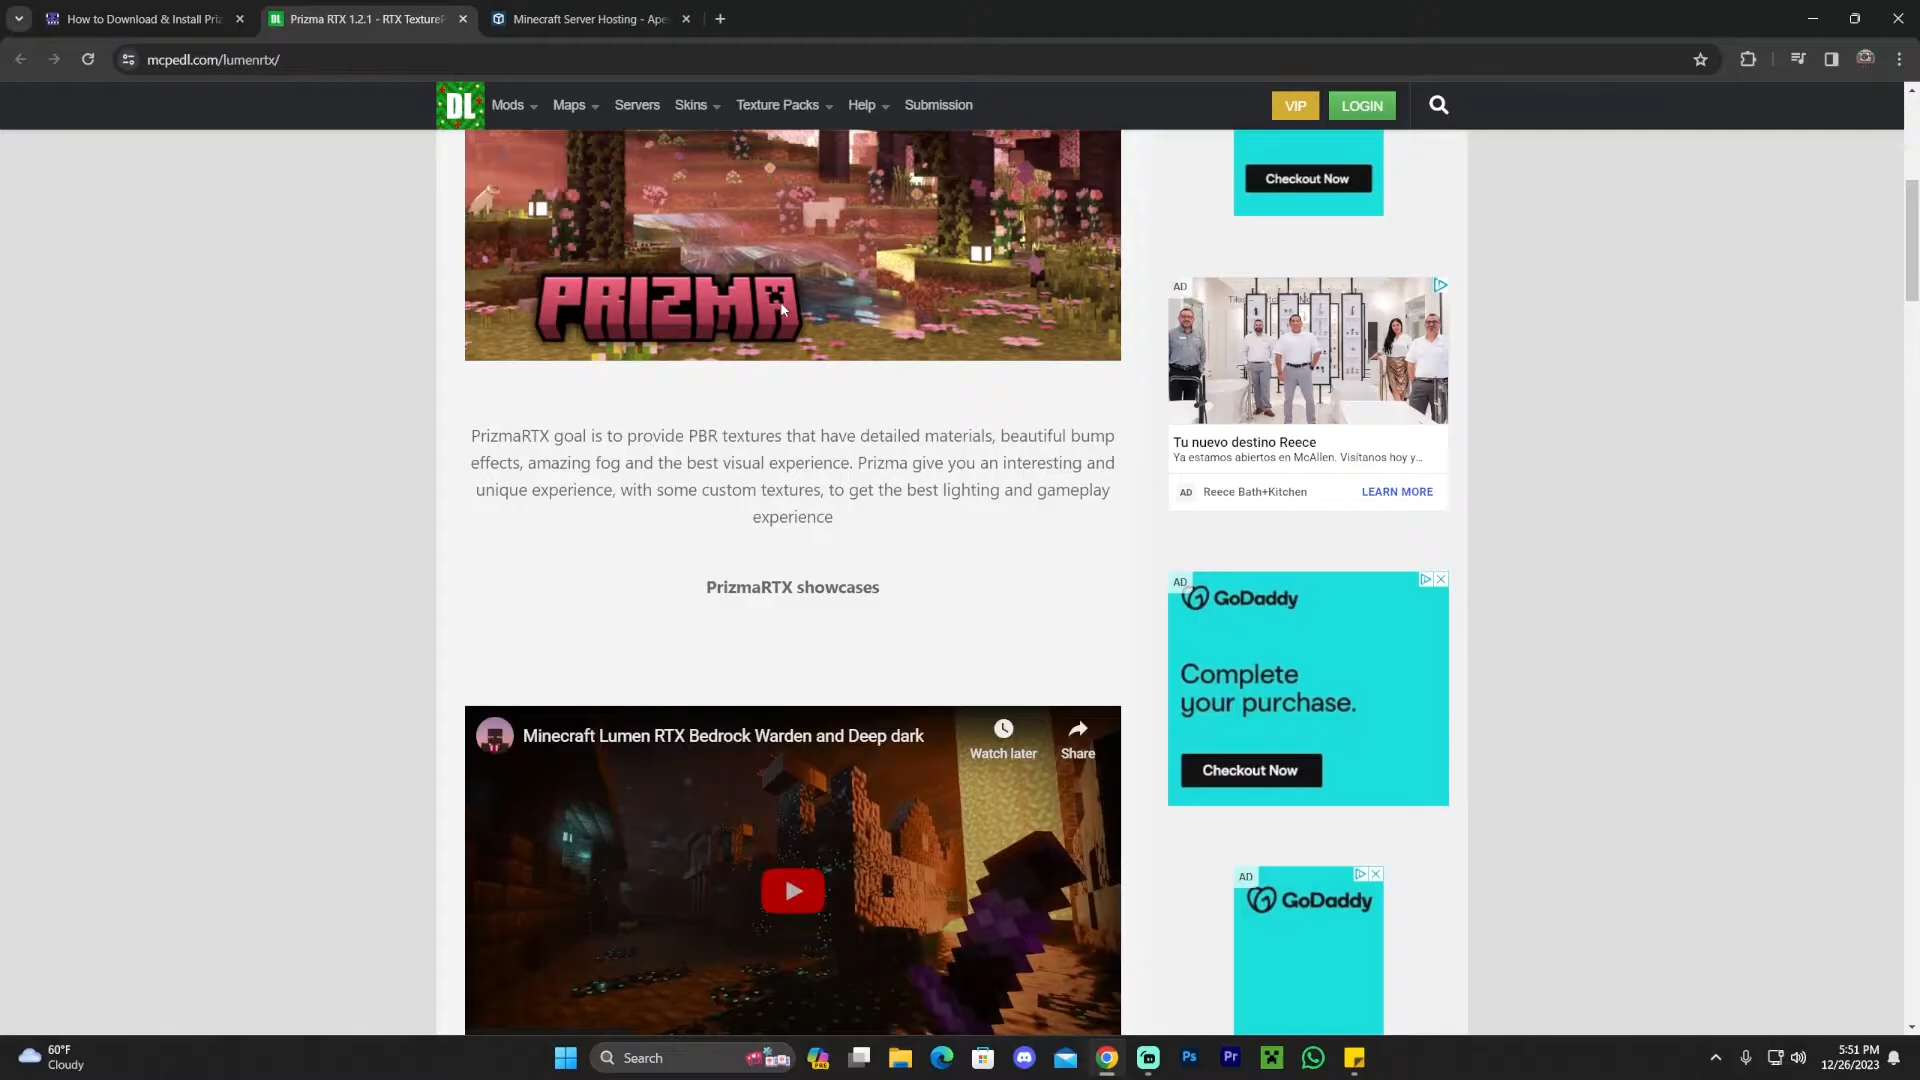 How to Download & Install Priz
Prizma RTX 1.2.1 - RTX TextureP
Minecraft Server Hosting - Ape
mcpedl.com/lumenrtx/
DL
Mods
Maps
Servers
Skins
Texture Packs
Help
Submission
VIP
LOGIN
PRIZMA
PrizmaRTX goal is to provide PBR textures that have detailed materials, beautiful bump
effects, amazing fog and the best visual experience. Prizma give you an interesting and
unique experience, with some custom textures, to get the best lighting and gameplay
experience
PrizmaRTX showcases
Minecraft Lumen RTX Bedrock Warden and Deep dark
Watch later
Share
Checkout Now
AD
Tu nuevo destino Reece
Ya estamos abiertos en McAllen. Visítanos hoy y...
AD
Reece Bath+Kitchen
LEARN MORE
AD
GoDaddy
Complete
your purchase.
Checkout Now
AD
GoDaddy
60°F
Cloudy
Search
PRE
Ps
Pr
5:51 PM
12/26/2023